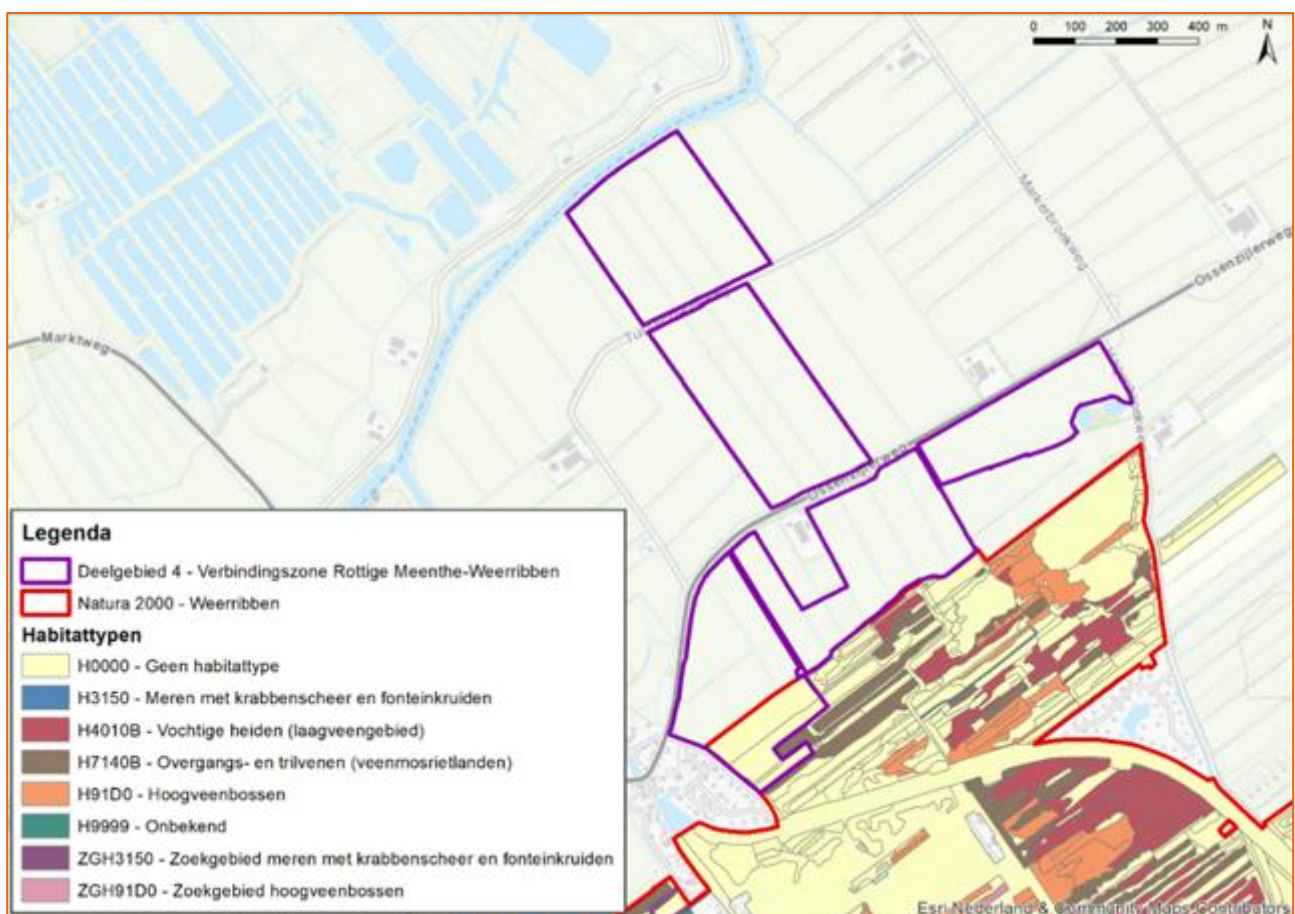 0 100 200 300 400 m
N
Markerbroekweg
Ossenzijlerweg
Marktweg
Ossenzijlerweg
Legenda
Deelgebied 4 - Verbindingszone Rottige Meenthe-Weerribben
Natura 2000 - Weerribben
Habitattypen
H0000 - Geen habitattype
H3150 - Meren met krabbenscheer en fonteinkruiden
H4010B - Vochtige heiden (laagveengebied)
H7140B - Overgangs- en trilvenen (veenmosrietlanden)
H91D0 - Hoogveenbossen
H9999 - Onbekend
ZGH3150 - Zoekgebied meren met krabbenscheer en fonteinkruiden
ZGH91D0 - Zoekgebied hoogveenbossen
Esri Nederland & Community Maps Contributors